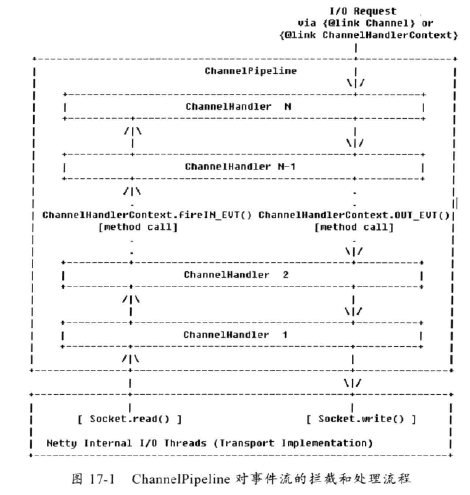 I/O Request
via {@link Channel} or
{@link ChannelHandlerContext}
ChannelPipeline
ChannelHandler N
ChannelHandler N-1
ChannelHandlerContext.fireIN_EVT() ChannelHandlerContext.OUT_EVT()
[method call] [method call]
ChannelHandler 2
ChannelHandler 1
[ Socket.read() ] [ Socket.write() ]
Netty Internal I/O Threads (Transport Implementation)
图 17-1 ChannelPipeline 对事件流的拦截和处理流程